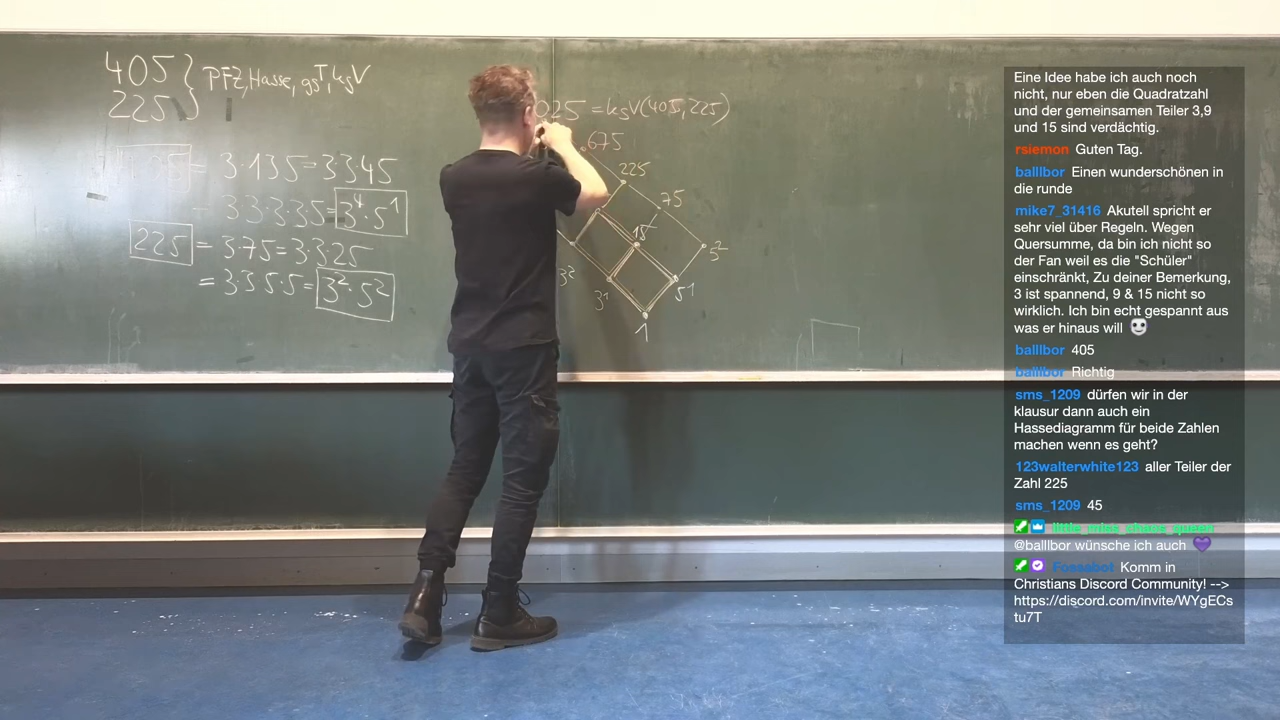 405
225
} PFZ, Hasse, ggT, kgV
= 3·135=3·3·45
= 3·3·3·3·5= 3⁴·5¹
225 = 3·75=3·3·25
= 3·3·5·5= 3²·5²
025 = kgV(405,225)
675
225
75
15
5²
3²
3¹
5¹
1
Eine Idee habe ich auch noch
nicht, nur eben die Quadratzahl
und der gemeinsamen Teiler 3,9
und 15 sind verdächtig.
rsiemon Guten Tag.
balllbor Einen wunderschönen in
die runde
mike7_31416 Akutell spricht er
sehr viel über Regeln. Wegen
Quersumme, da bin ich nicht so
der Fan weil es die "Schüler"
einschränkt, Zu deiner Bemerkung,
3 ist spannend, 9 & 15 nicht so
wirklich. Ich bin echt gespannt aus
was er hinaus will
balllbor 405
balllbor Richtig
sms_1209 dürfen wir in der
klausur dann auch ein
Hassediagramm für beide Zahlen
machen wenn es geht?
123walterwhite123 aller Teiler der
Zahl 225
sms_1209 45
little_miss_chaos_queen
@balllbor wünsche ich auch 💜
Fossabot Komm in
Christians Discord Community! -->
https://discord.com/invite/WYgECs
tu7T